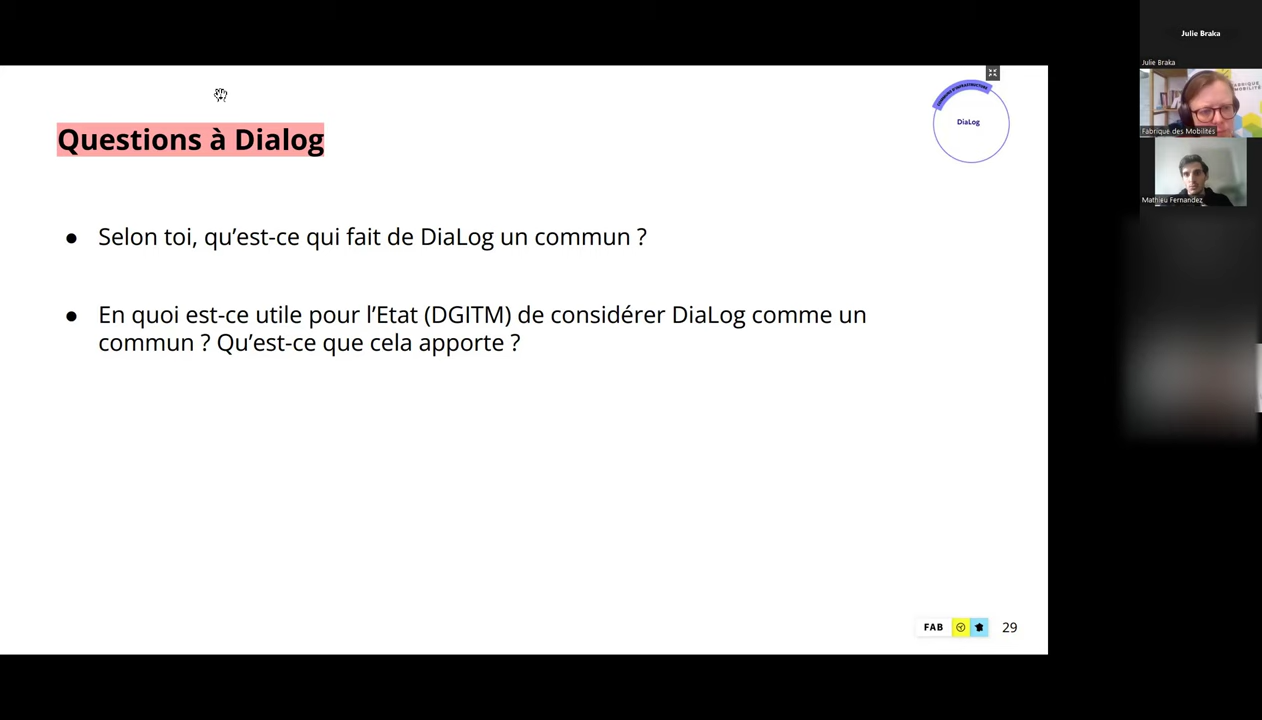 Julie Braka
Julie Braka
FABRIQUE
MOBILITÉS
Fabrique des Mobilités
Mathieu Fernandez
DiaLog
Questions à Dialog
● Selon toi, qu’est-ce qui fait de DiaLog un commun ?
● En quoi est-ce utile pour l’Etat (DGITM) de considérer DiaLog comme un
commun ? Qu’est-ce que cela apporte ?
FAB
29